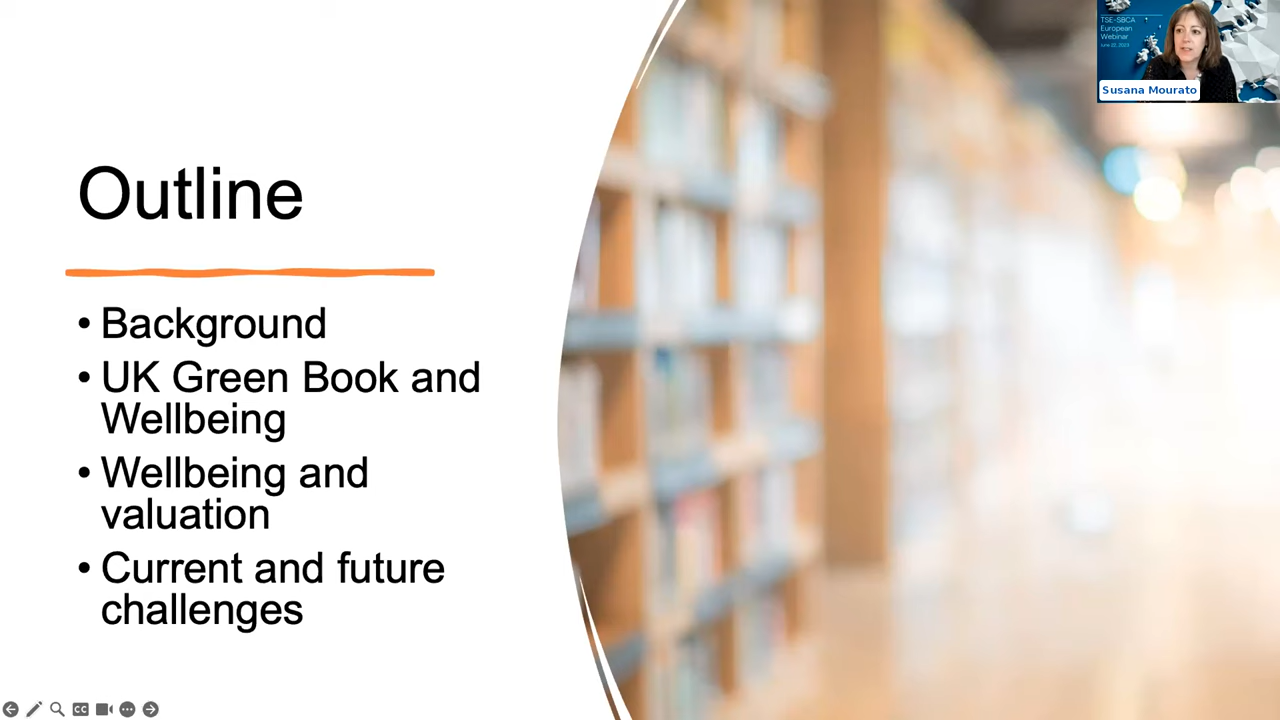 TSE-SBCA
European
Webinar
June 22, 2023
Susana Mourato
Outline
• Background
• UK Green Book and
Wellbeing
• Wellbeing and
valuation
• Current and future
challenges
CC